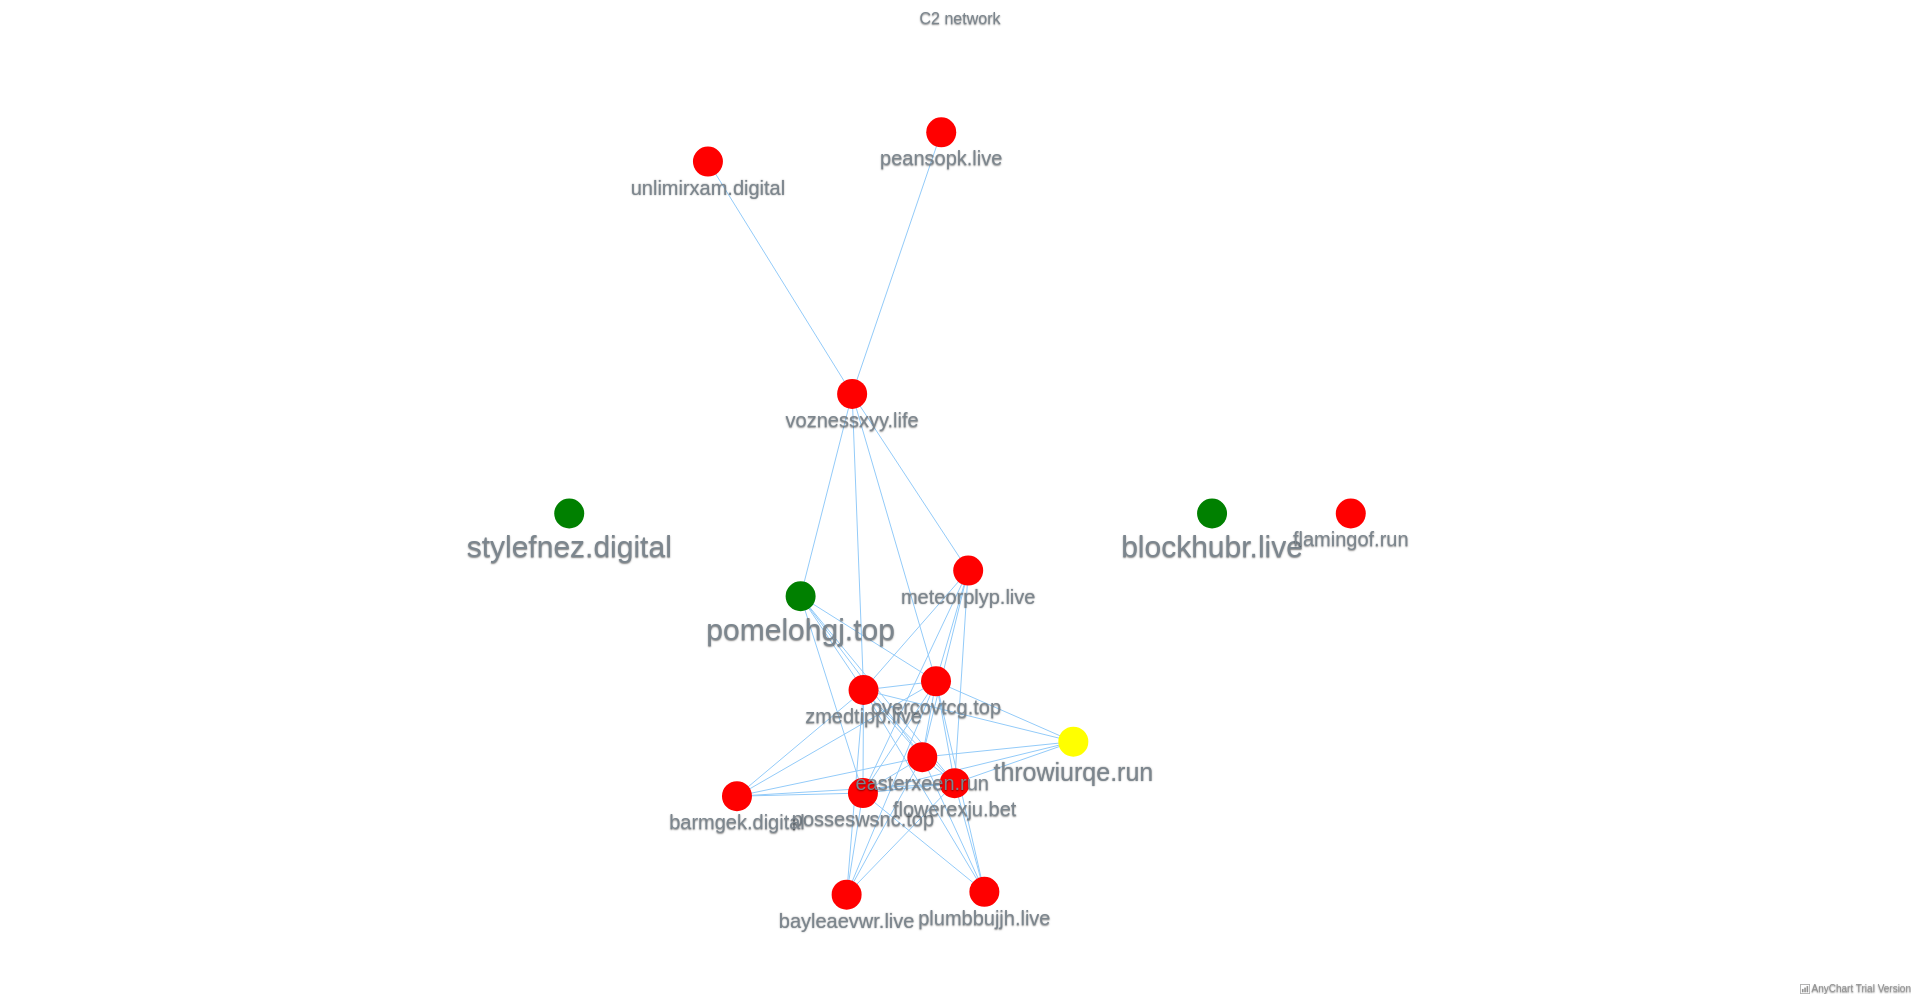 C2 network
peansopk.live
unlimirxam.digital
voznessxyy.life
stylefnez.digital
blockhubr.live
flamingof.run
meteorplyp.live
pomelohgj.top
overcovtcg.top
zmedtipp.live
throwiurqe.run
easterxeen.run
flowerexju.bet
barmgek.digital
posseswsnc.top
bayleaevwr.live
plumbbujjh.live
AnyChart Trial Version